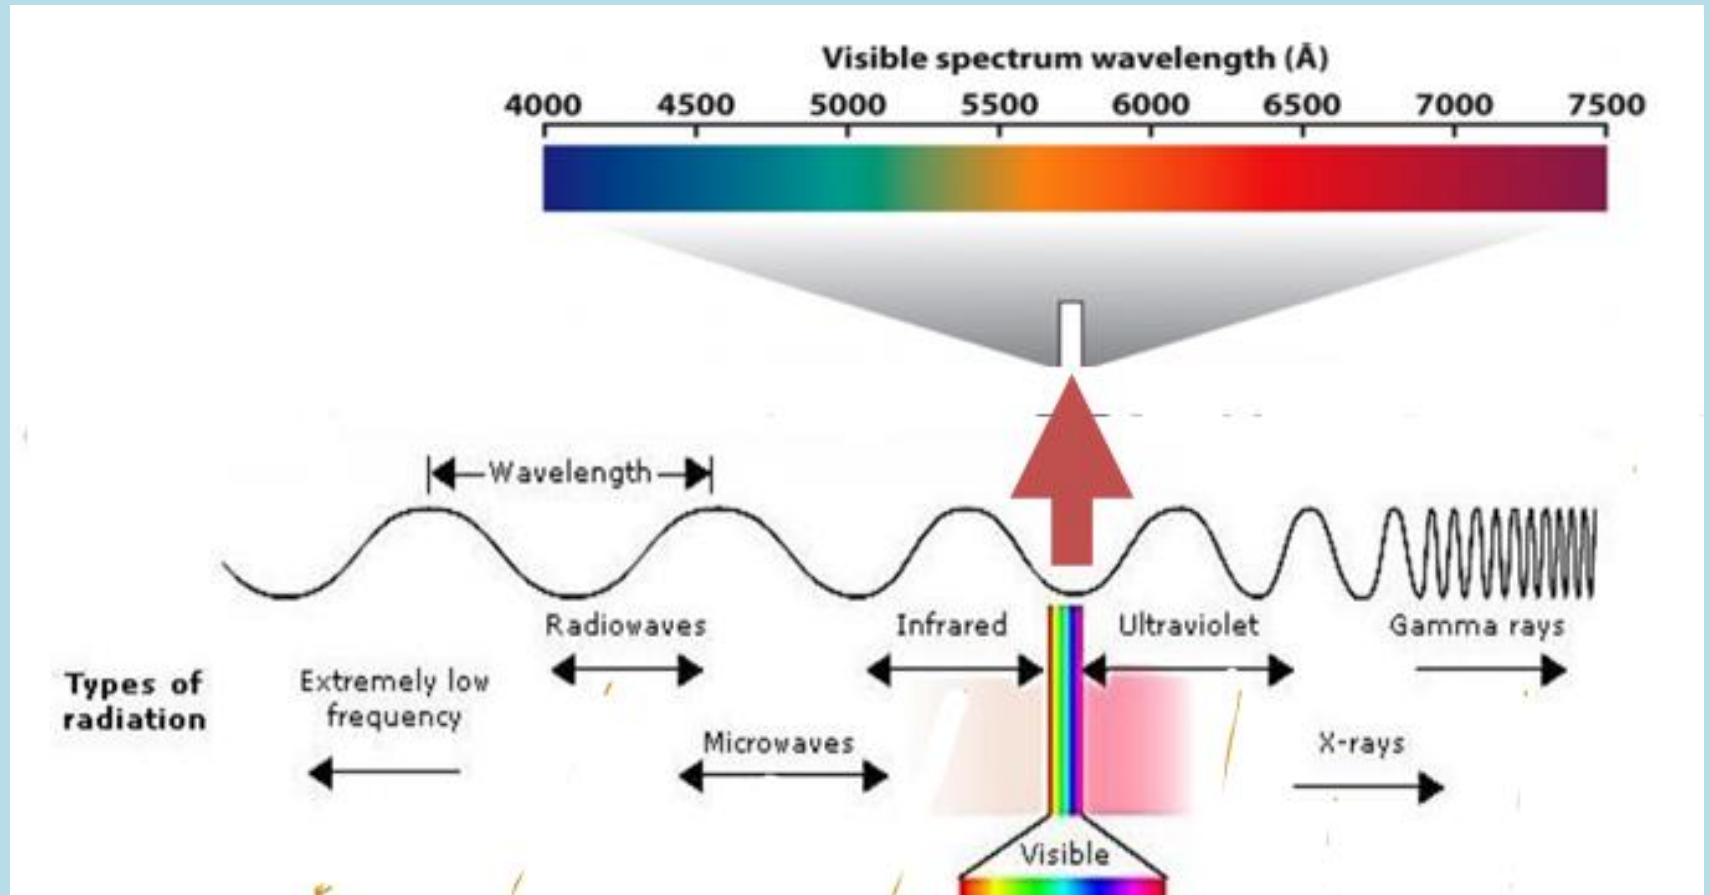 Visible spectrum wavelength (Å)
4000 4500 5000 5500 6000 6500 7000 7500
Wavelength
Radiowaves Infrared Ultraviolet Gamma rays
Types of
radiation
Extremely low
frequency
Microwaves X-rays
Visible